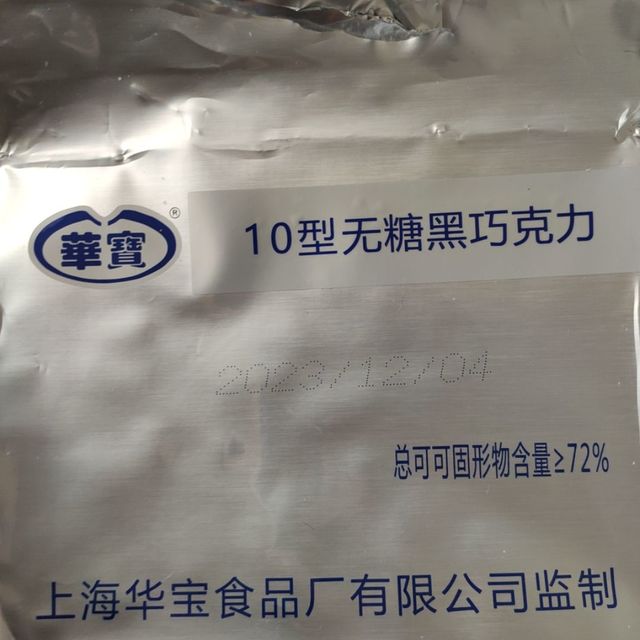 華寶®
10型无糖黑巧克力
2023/12/04
总可可固形物含量≥72%
上海华宝食品厂有限公司监制